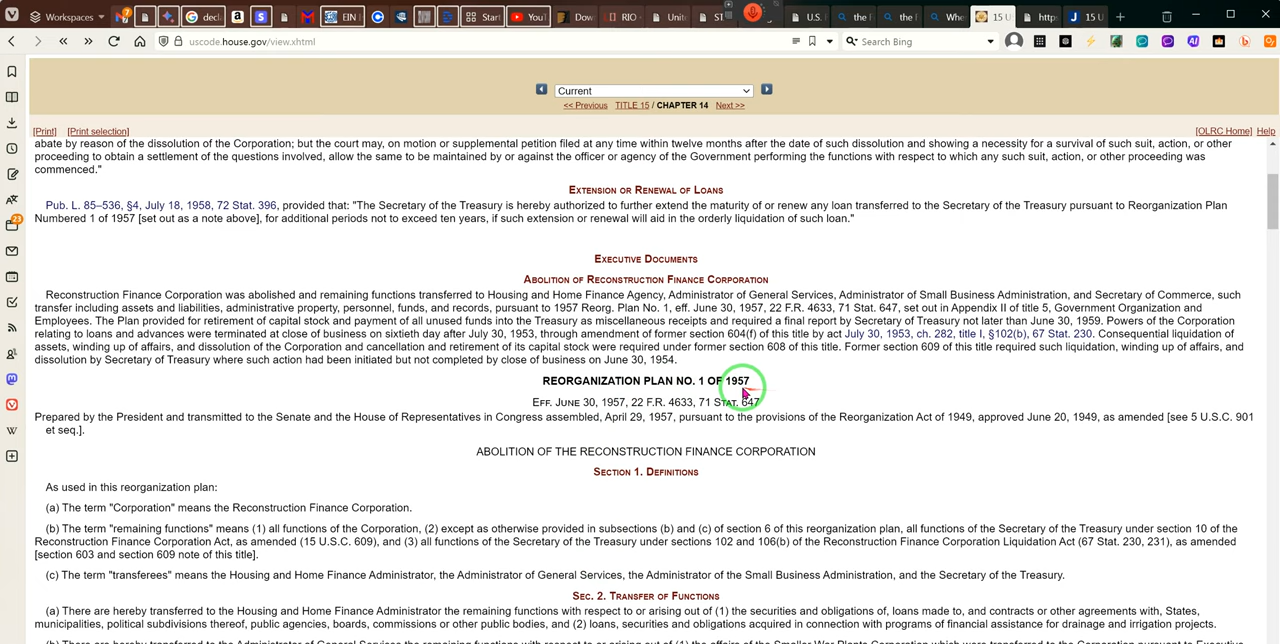 Workspaces
decla
EIN
Start
YouT
Dow
RIO
Unite
ST
U.S.
the
the
Whe
15 U
https
15 U
uscode.house.gov/view.xhtml
Search Bing
Current
<< Previous TITLE 15 / CHAPTER 14 Next >>
[Print] [Print selection] [OLRC Home] Help
abate by reason of the dissolution of the Corporation; but the court may, on motion or supplemental petition filed at any time within twelve months after the date of such dissolution and showing a necessity for a survival of such suit, action, or other
proceeding to obtain a settlement of the questions involved, allow the same to be maintained by or against the officer or agency of the Government performing the functions with respect to which any such suit, action, or other proceeding was
commenced."
Extension or Renewal of Loans
Pub. L. 85–536, §4, July 18, 1958, 72 Stat. 396, provided that: "The Secretary of the Treasury is hereby authorized to further extend the maturity of or renew any loan transferred to the Secretary of the Treasury pursuant to Reorganization Plan
Numbered 1 of 1957 [set out as a note above], for additional periods not to exceed ten years, if such extension or renewal will aid in the orderly liquidation of such loan."
Executive Documents
Abolition of Reconstruction Finance Corporation
Reconstruction Finance Corporation was abolished and remaining functions transferred to Housing and Home Finance Agency, Administrator of General Services, Administrator of Small Business Administration, and Secretary of Commerce, such
transfer including assets and liabilities, administrative property, personnel, funds, and records, pursuant to 1957 Reorg. Plan No. 1, eff. June 30, 1957, 22 F.R. 4633, 71 Stat. 647, set out in Appendix II of title 5, Government Organization and
Employees. The Plan provided for retirement of capital stock and payment of all unused funds into the Treasury as miscellaneous receipts and required a final report by Secretary of Treasury not later than June 30, 1959. Powers of the Corporation
relating to loans and advances were terminated at close of business on sixtieth day after July 30, 1953, through amendment of former section 604(f) of this title by act July 30, 1953, ch. 282, title I, §102(b), 67 Stat. 230. Consequential liquidation of
assets, winding up of affairs, and dissolution of the Corporation and cancellation and retirement of its capital stock were required under former section 608 of this title. Former section 609 of this title required such liquidation, winding up of affairs, and
dissolution by Secretary of Treasury where such action had been initiated but not completed by close of business on June 30, 1954.
REORGANIZATION PLAN NO. 1 OF 1957
Eff. June 30, 1957, 22 F.R. 4633, 71 Stat. 647
Prepared by the President and transmitted to the Senate and the House of Representatives in Congress assembled, April 29, 1957, pursuant to the provisions of the Reorganization Act of 1949, approved June 20, 1949, as amended [see 5 U.S.C. 901
et seq.].
ABOLITION OF THE RECONSTRUCTION FINANCE CORPORATION
Section 1. Definitions
As used in this reorganization plan:
(a) The term "Corporation" means the Reconstruction Finance Corporation.
(b) The term "remaining functions" means (1) all functions of the Corporation, (2) except as otherwise provided in subsections (b) and (c) of section 6 of this reorganization plan, all functions of the Secretary of the Treasury under section 10 of the
Reconstruction Finance Corporation Act, as amended (15 U.S.C. 609), and (3) all functions of the Secretary of the Treasury under sections 102 and 106(b) of the Reconstruction Finance Corporation Liquidation Act (67 Stat. 230, 231), as amended
[section 603 and section 609 note of this title].
(c) The term "transferees" means the Housing and Home Finance Administrator, the Administrator of General Services, the Administrator of the Small Business Administration, and the Secretary of the Treasury.
Sec. 2. Transfer of Functions
(a) There are hereby transferred to the Housing and Home Finance Administrator the remaining functions with respect to or arising out of (1) the securities and obligations of, loans made to, and contracts or other agreements with, States,
municipalities, political subdivisions thereof, public agencies, boards, commissions or other public bodies, and (2) loans, securities and obligations acquired in connection with programs of financial assistance for drainage and irrigation projects.